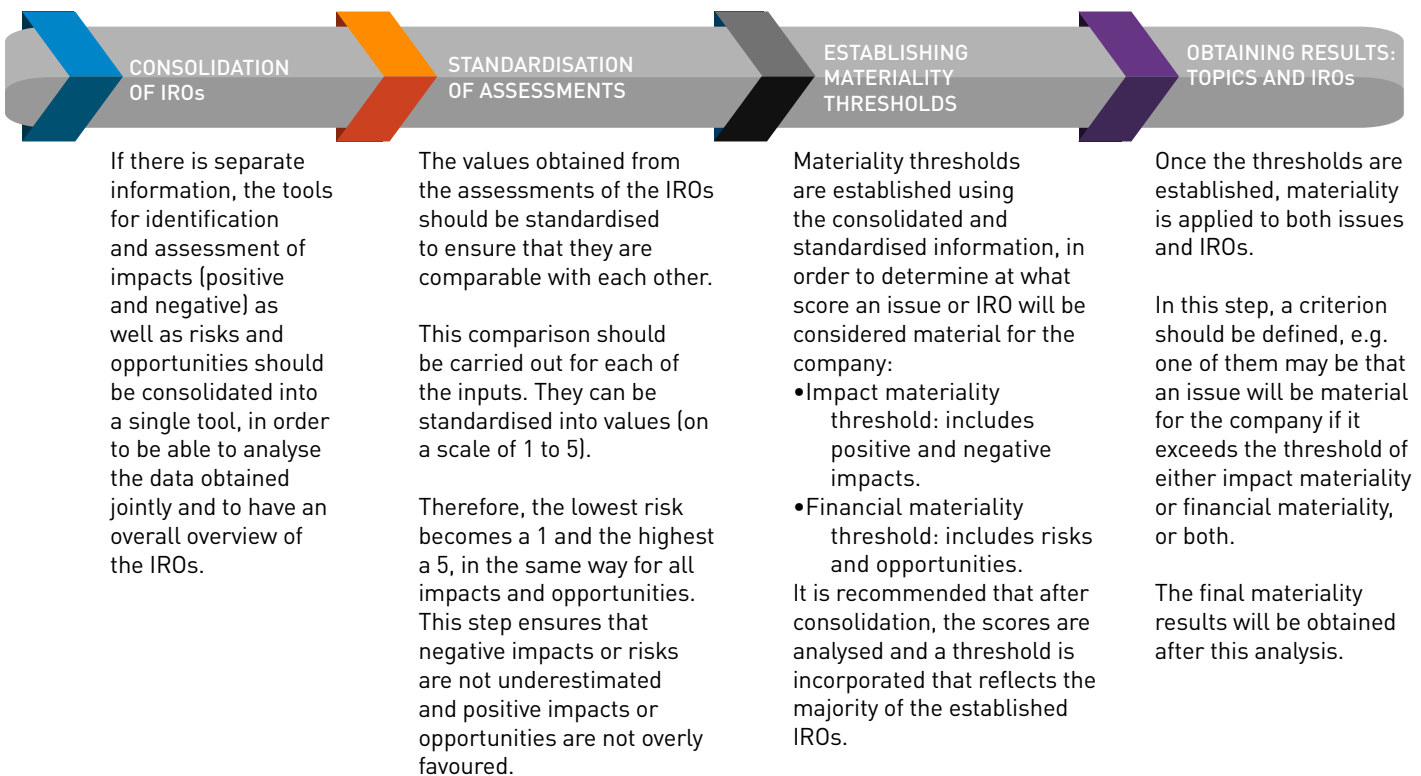 CONSOLIDATION
OF IROs
If there is separate
information, the tools
for identification
and assessment of
impacts (positive
and negative) as
well as risks and
opportunities should
be consolidated into
a single tool, in order
to be able to analyse
the data obtained
jointly and to have an
overall overview of
the IROs.
STANDARDISATION
OF ASSESSMENTS
The values obtained from
the assessments of the IROs
should be standardised
to ensure that they are
comparable with each other.
This comparison should
be carried out for each of
the inputs. They can be
standardised into values (on
a scale of 1 to 5).
Therefore, the lowest risk
becomes a 1 and the highest
a 5, in the same way for all
impacts and opportunities.
This step ensures that
negative impacts or risks
are not underestimated
and positive impacts or
opportunities are not overly
favoured.
ESTABLISHING
MATERIALITY
THRESHOLDS
Materiality thresholds
are established using
the consolidated and
standardised information, in
order to determine at what
score an issue or IRO will be
considered material for the
company:
•Impact materiality
threshold: includes
positive and negative
impacts.
•Financial materiality
threshold: includes risks
and opportunities.
It is recommended that after
consolidation, the scores are
analysed and a threshold is
incorporated that reflects the
majority of the established
IROs.
OBTAINING RESULTS:
TOPICS AND IROs
Once the thresholds are
established, materiality
is applied to both issues
and IROs.
In this step, a criterion
should be defined, e.g.
one of them may be that
an issue will be material
for the company if it
exceeds the threshold of
either impact materiality
or financial materiality,
or both.
The final materiality
results will be obtained
after this analysis.